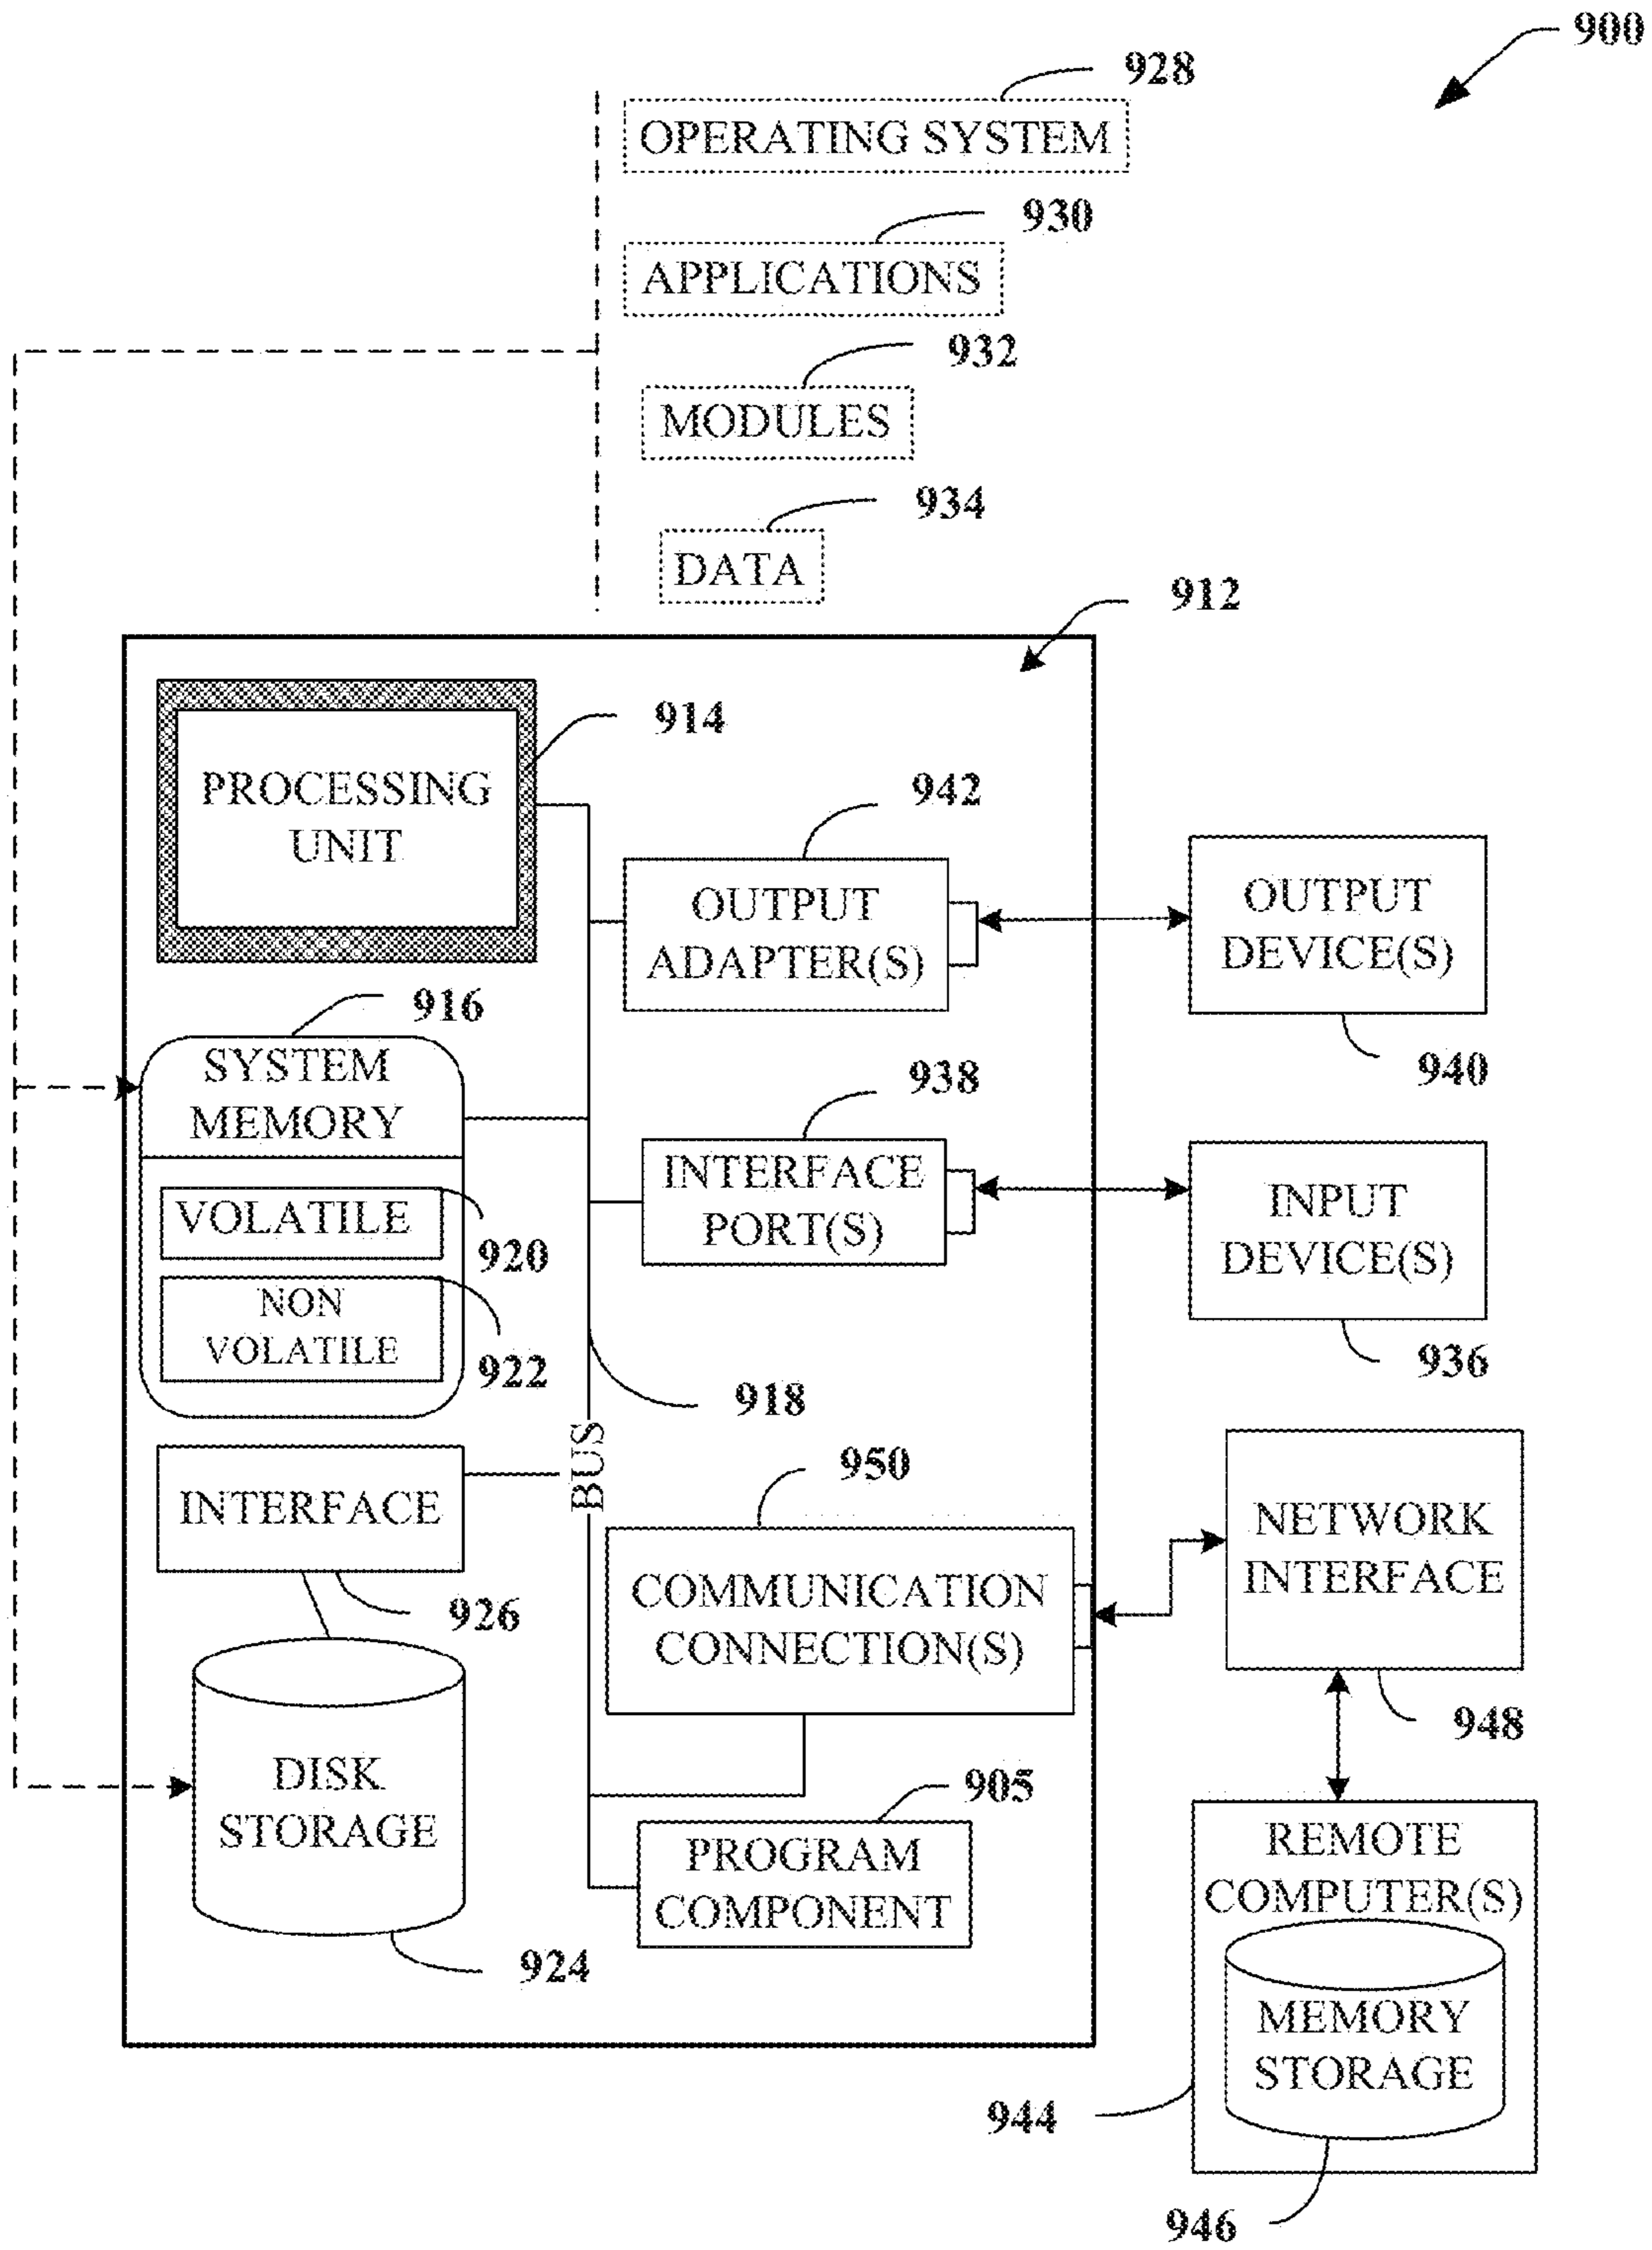 900
928
OPERATING SYSTEM
930
APPLICATIONS
932
MODULES
934
DATA
912
914
PROCESSING
UNIT
942
OUTPUT
ADAPTER(S)
OUTPUT
DEVICE(S)
940
916
SYSTEM
MEMORY
VOLATILE
920
NON
VOLATILE
922
938
INTERFACE
PORT(S)
INPUT
DEVICE(S)
936
918
BUS
INTERFACE
926
950
COMMUNICATION
CONNECTION(S)
NETWORK
INTERFACE
948
DISK
STORAGE
924
905
PROGRAM
COMPONENT
REMOTE
COMPUTER(S)
MEMORY
STORAGE
944
946